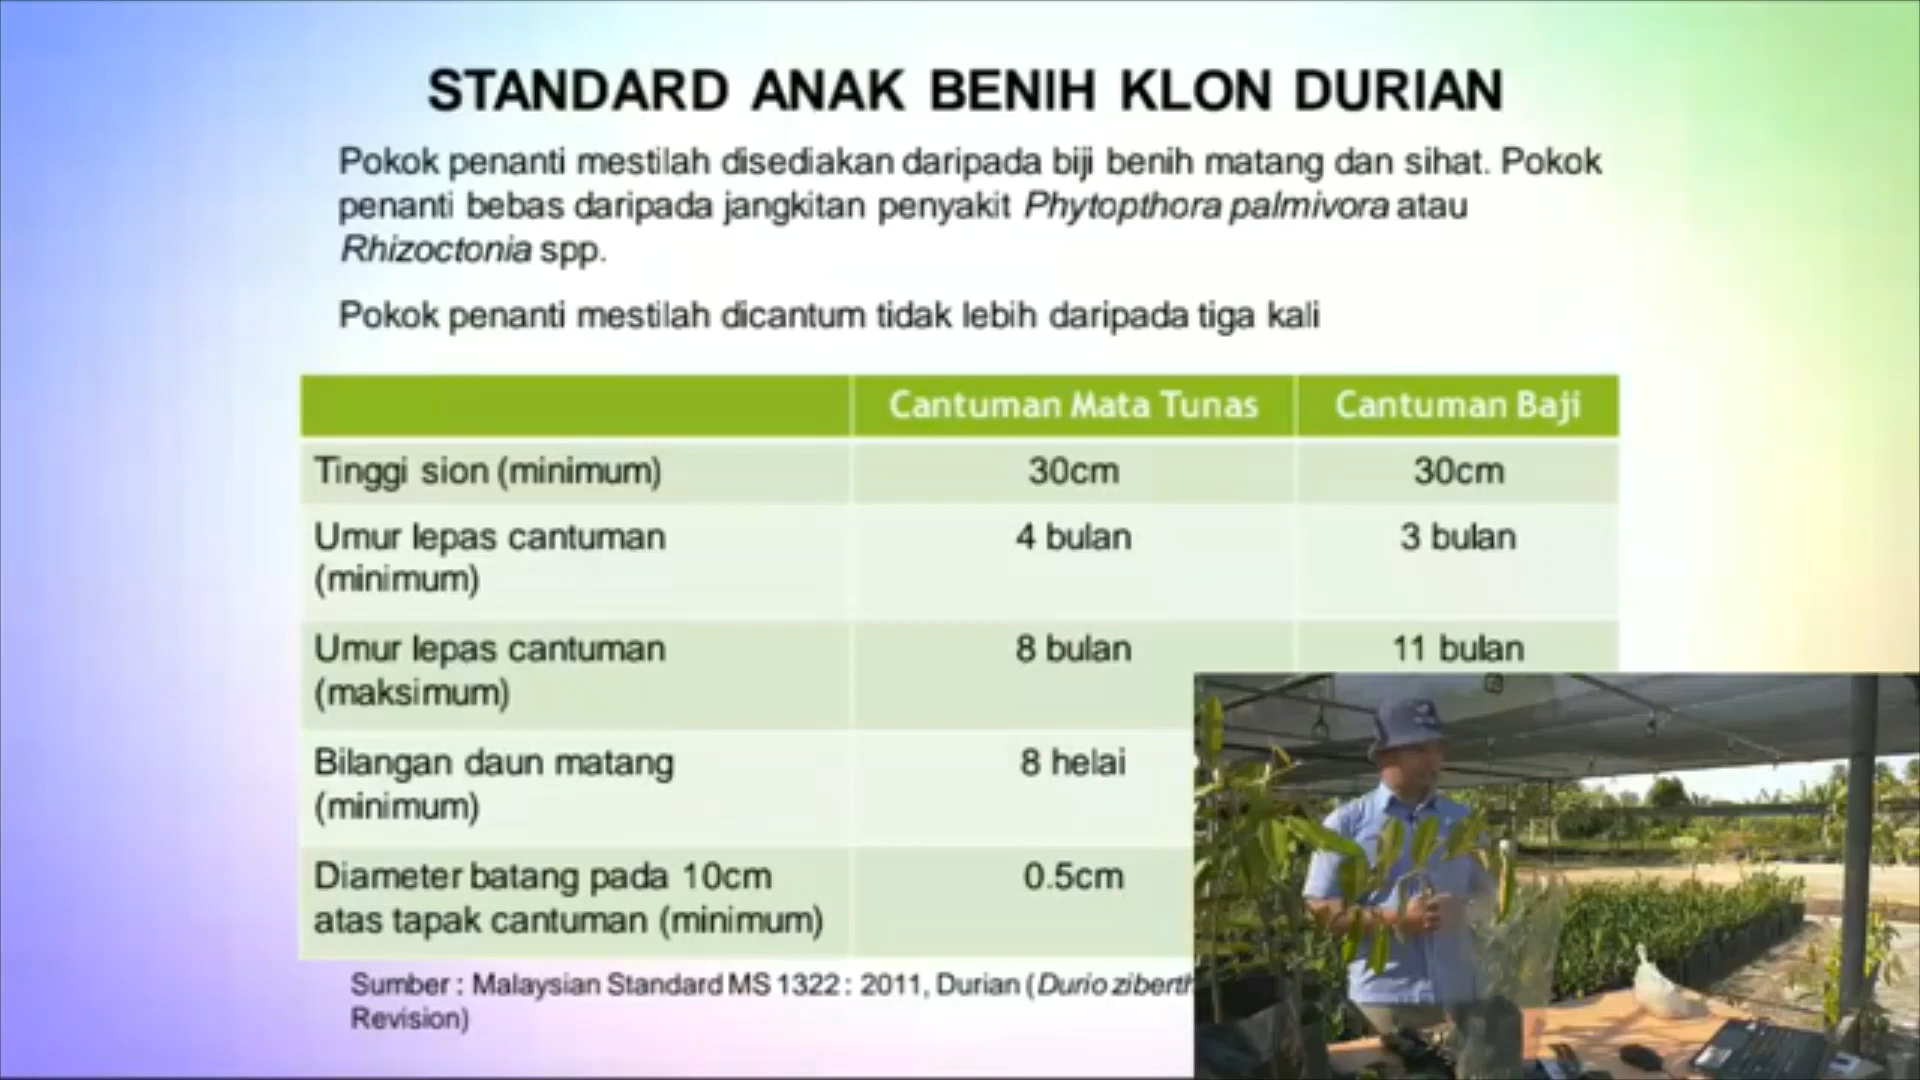 STANDARD ANAK BENIH KLON DURIAN
Pokok penanti mestilah disediakan daripada biji benih matang dan sihat. Pokok
penanti bebas daripada jangkitan penyakit Phytopthora palmivora atau
Rhizoctonia spp.
Pokok penanti mestilah dicantum tidak lebih daripada tiga kali
Cantuman Mata Tunas Cantuman Baji
Tinggi sion (minimum) 30cm 30cm
Umur lepas cantuman 4 bulan 3 bulan
(minimum)
Umur lepas cantuman 8 bulan 11 bulan
(maksimum)
Bilangan daun matang 8 helai
(minimum)
Diameter batang pada 10cm 0.5cm
atas tapak cantuman (minimum)
Sumber : Malaysian Standard MS 1322 : 2011, Durian (Durio
Revision)